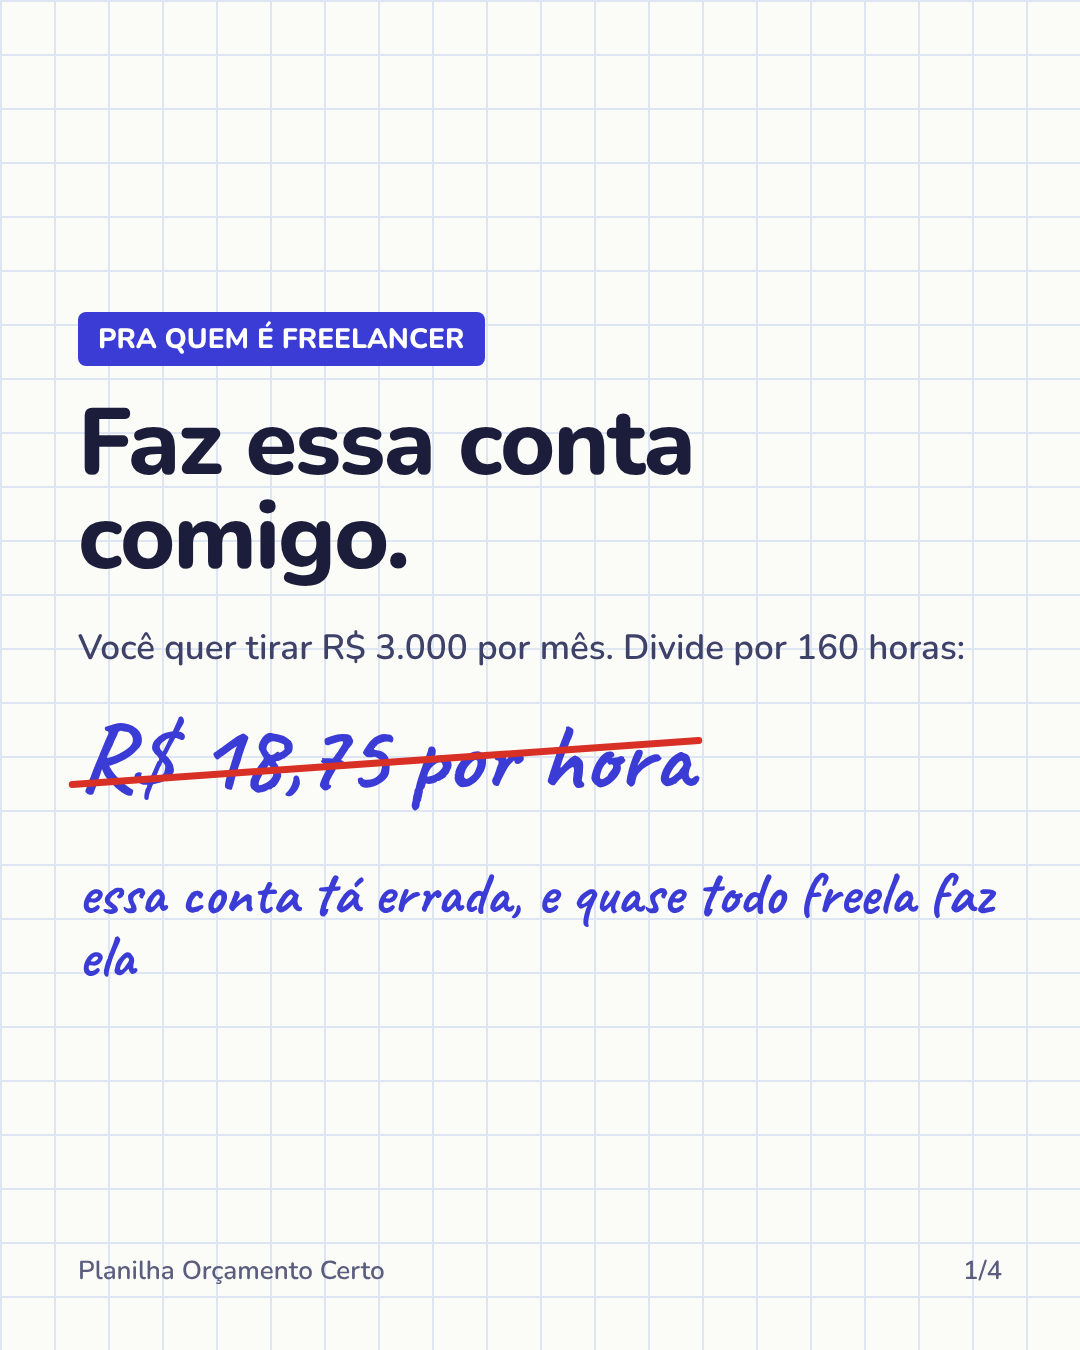 PRA QUEM É FREELANCER
Faz essa conta
comigo.
Você quer tirar R$ 3.000 por mês. Divide por 160 horas:
R$ 18,75 por hora
essa conta tá errada, e quase todo freela faz
ela
Planilha Orçamento Certo
1/4